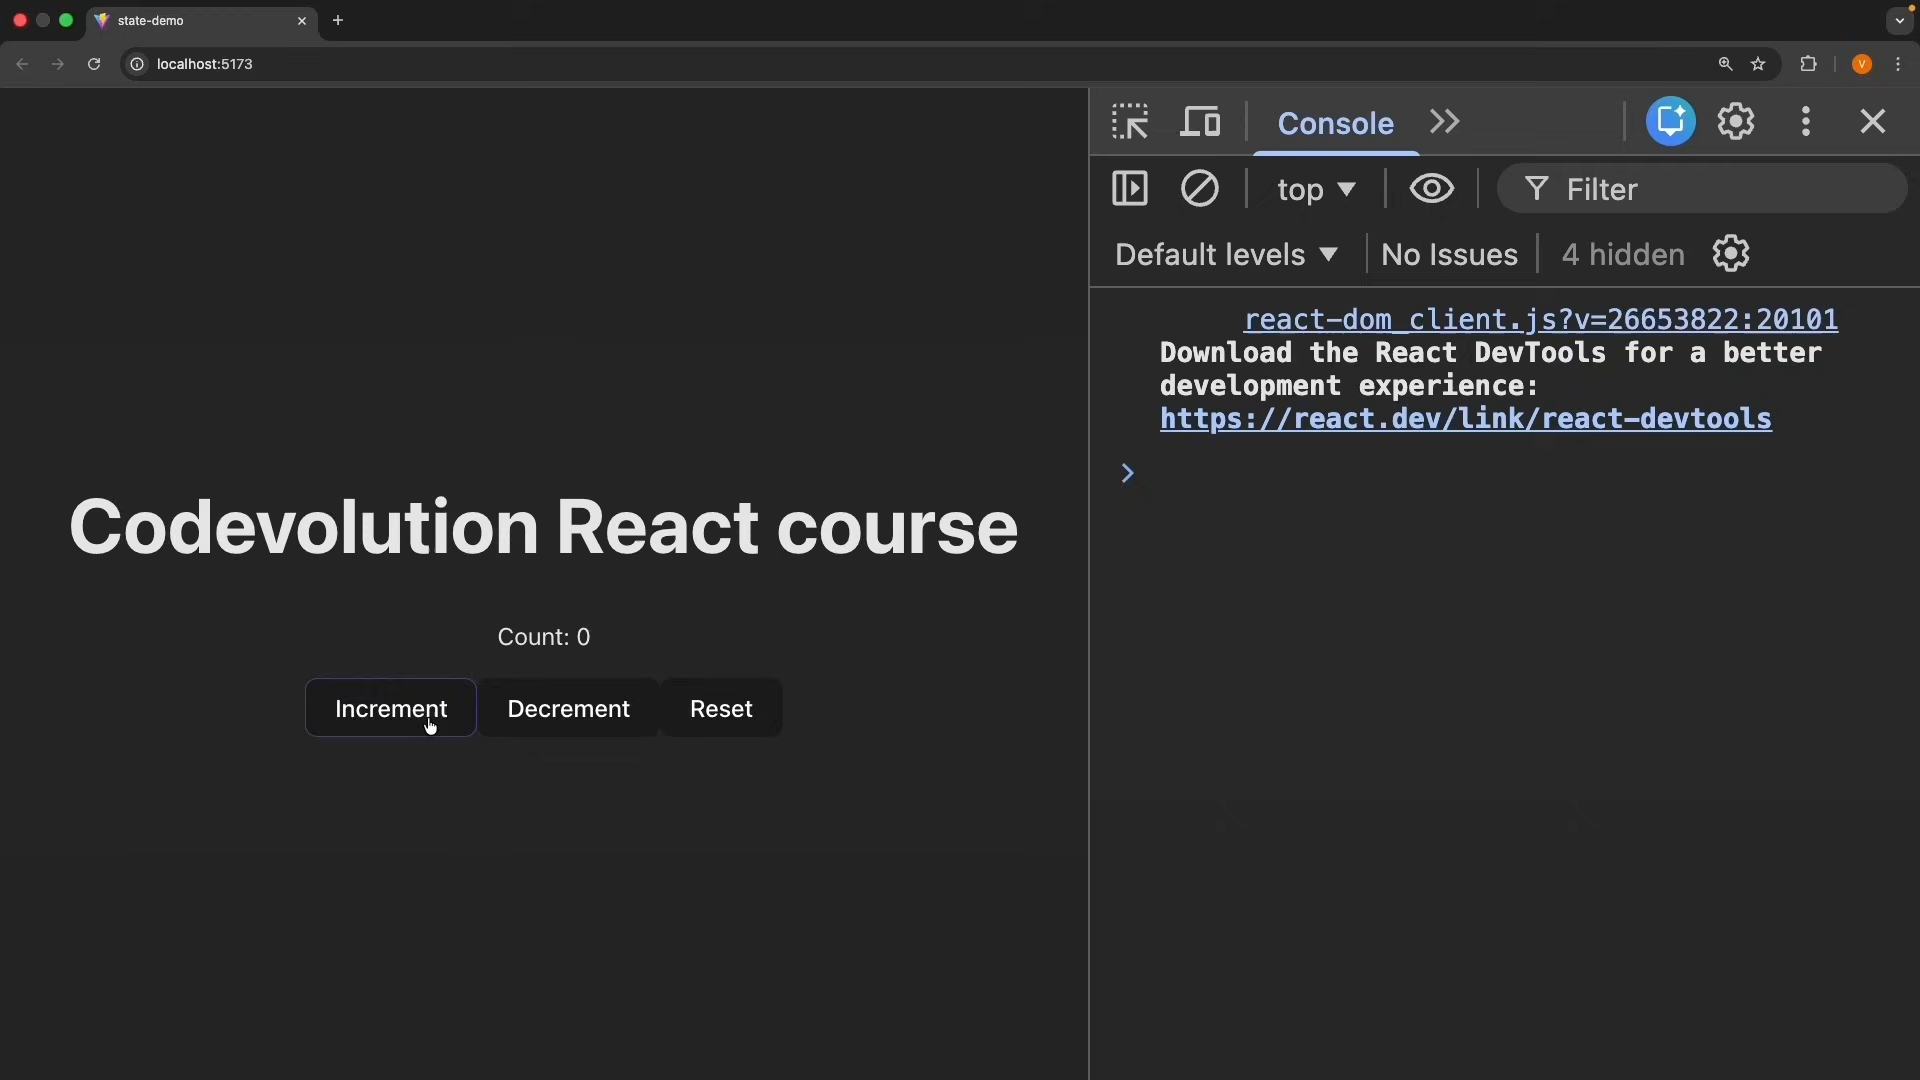 state-demo
localhost:5173
V
Console
top
Filter
Default levels
No Issues
4 hidden
react-dom_client.js?v=26653822:20101
Download the React DevTools for a better
development experience:
https://react.dev/link/react-devtools
Codevolution React course
Count: 0
Increment
Decrement
Reset